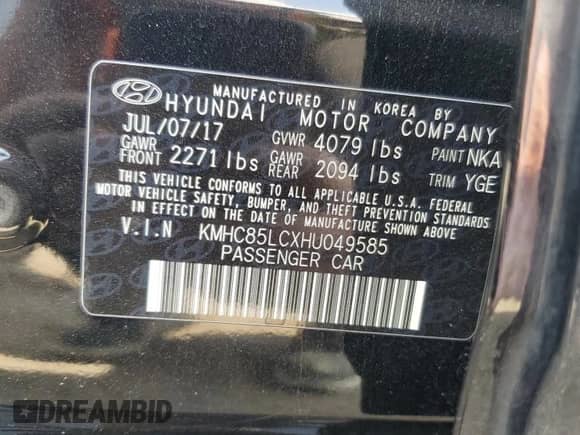 MANUFACTURED IN KOREA BY
HYUNDAI MOTOR COMPANY
JUL/07/17 GVWR 4079 lbs PAINT NKA
GAWR FRONT 2271 lbs GAWR REAR 2094 lbs TRIM YGE
THIS VEHICLE CONFORMS TO ALL APPLICABLE U.S.A. FEDERAL
MOTOR VEHICLE SAFETY, BUMPER, AND THEFT PREVENTION STANDARDS
IN EFFECT ON THE DATE OF MANUFACTURE SHOWN ABOVE.
V.I.N KMHC85LCXHU049585
PASSENGER CAR
DREAMBID